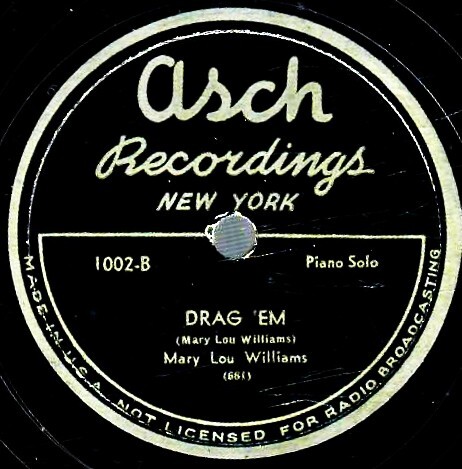 asch
Recordings
NEW YORK
1002-B
Piano Solo
DRAG 'EM
(Mary Lou Williams)
Mary Lou Williams
MADE IN U.S.A. NOT LICENSED FOR RADIO BROADCASTING